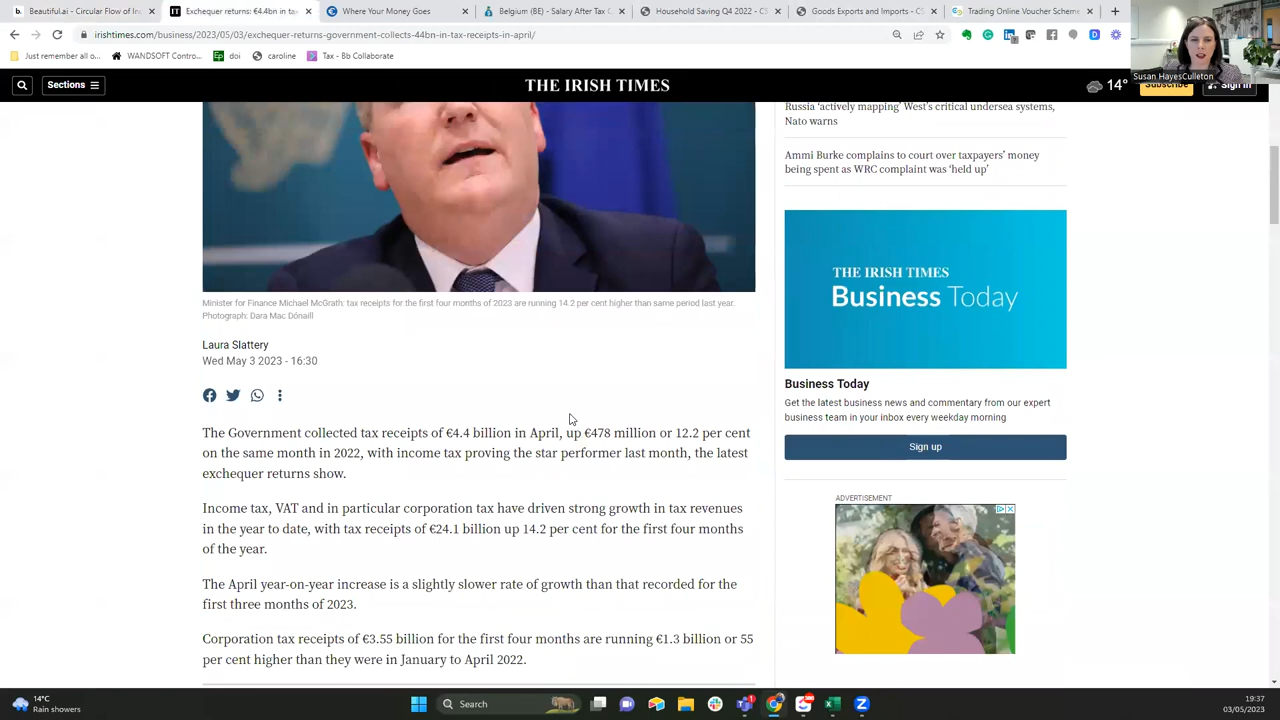 Beautiful.ai - Circular Flow of In
Exchequer returns: €4.4bn in tax
Where Your Money Goes
Belgium (BE) - Salary After Tax C
Household Saving Q4 2022 - CS
Goods Exports and Imports - CS
Trading Online Voucher Scheme
irishtimes.com/business/2023/05/03/exchequer-returns-government-collects-44bn-in-tax-receipts-in-april/
Just remember all o...
WANDSOFT Contro...
doi
caroline
Tax - Bb Collaborate
Susan HayesCulleton
Sections
THE IRISH TIMES
14°
Subscribe
Sign In
Russia ‘actively mapping’ West’s critical undersea systems,
Nato warns
Ammi Burke complains to court over taxpayers’ money
being spent as WRC complaint was ‘held up’
THE IRISH TIMES
Business Today
Minister for Finance Michael McGrath: tax receipts for the first four months of 2023 are running 14.2 per cent higher than same period last year.
Photograph: Dara Mac Dónaill
Laura Slattery
Wed May 3 2023 - 16:30
Business Today
Get the latest business news and commentary from our expert
business team in your inbox every weekday morning
Sign up
The Government collected tax receipts of €4.4 billion in April, up €478 million or 12.2 per cent
on the same month in 2022, with income tax proving the star performer last month, the latest
exchequer returns show.
Income tax, VAT and in particular corporation tax have driven strong growth in tax revenues
in the year to date, with tax receipts of €24.1 billion up 14.2 per cent for the first four months
of the year.
The April year-on-year increase is a slightly slower rate of growth than that recorded for the
first three months of 2023.
Corporation tax receipts of €3.55 billion for the first four months are running €1.3 billion or 55
per cent higher than they were in January to April 2022.
ADVERTISEMENT
14°C
Rain showers
Search
19:37
03/05/2023